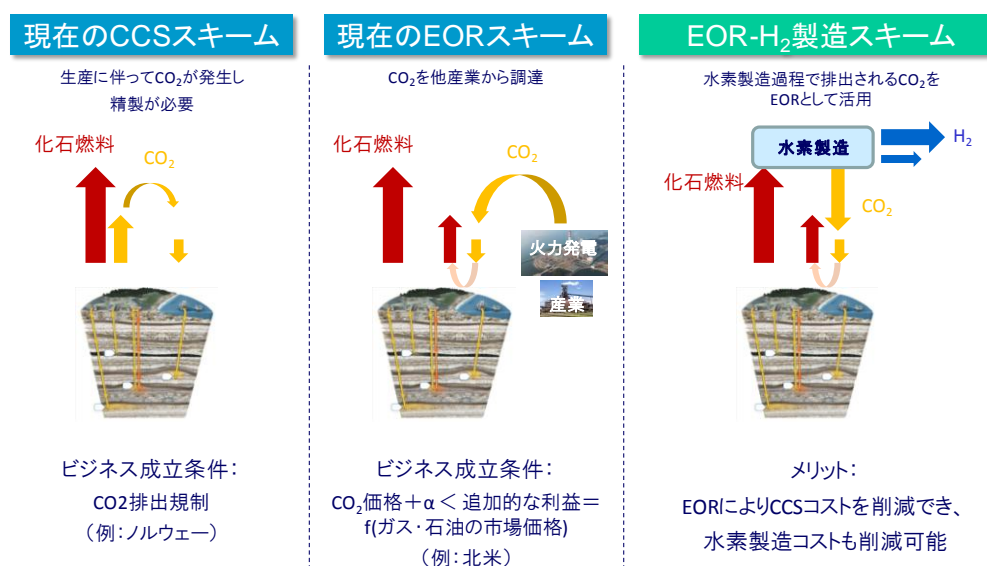 現在のCCSスキーム
生産に伴ってCO₂が発生し
精製が必要
化石燃料
CO₂
ビジネス成立条件：
CO2排出規制
（例：ノルウェー）
現在のEORスキーム
CO₂を他産業から調達
化石燃料
CO₂
火力発電
産業
ビジネス成立条件：
CO₂価格＋α＜ 追加的な利益＝
f(ガス・石油の市場価格)
（例：北米）
EOR-H₂製造スキーム
水素製造過程で排出されるCO₂を
EORとして活用
水素製造
H₂
化石燃料
CO₂
メリット：
EORによりCCSコストを削減でき、
水素製造コストも削減可能